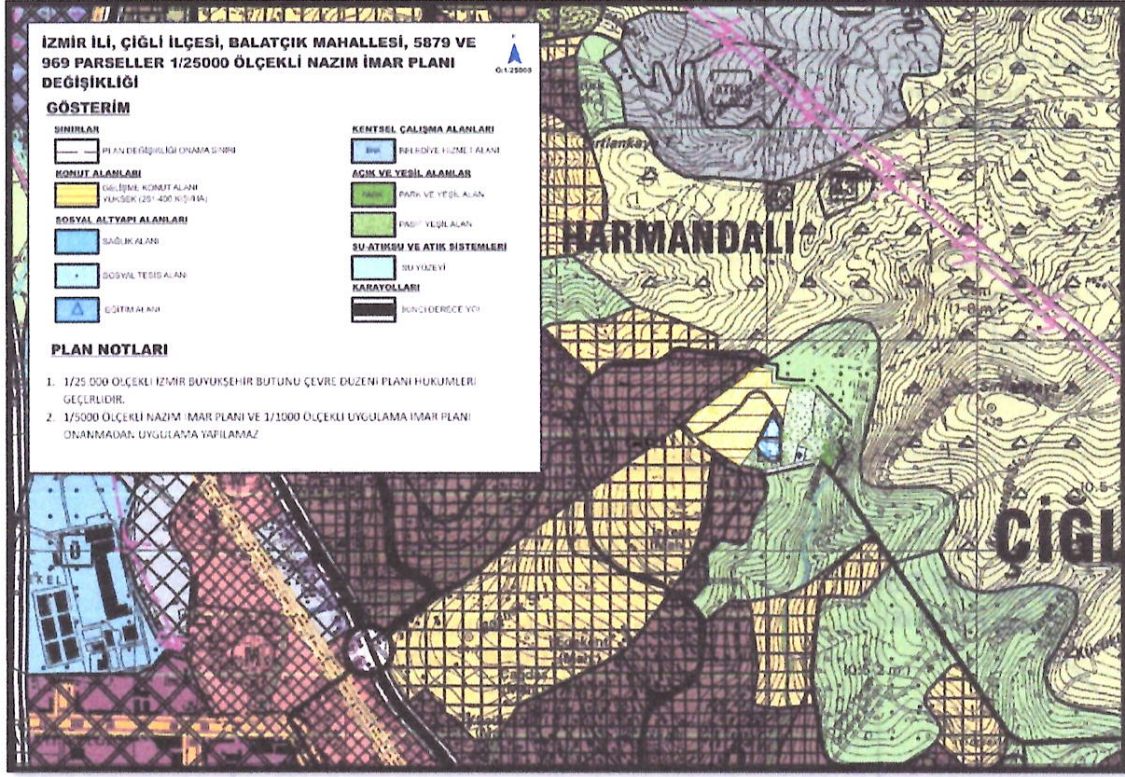 İZMİR İLİ, ÇİĞLİ İLÇESİ, BALATÇIK MAHALLESİ, 5879 VE
969 PARSELLER 1/25000 ÖLÇEKLİ NAZIM İMAR PLANI
DEĞİŞİKLİĞİ
Ö:1/25000
GÖSTERİM
SINIRLAR
PLAN DEĞİŞİKLİĞİ ONAMA SINIRI
KONUT ALANLARI
GELİŞME KONUT ALANI
YÜKSEK (251-400 KİŞİ/HA)
SOSYAL ALTYAPI ALANLARI
SAĞLIK ALANI
SOSYAL TESİS ALANI
EĞİTİM ALANI
KENTSEL ÇALIŞMA ALANLARI
BELEDİYE HİZMET ALANI
AÇIK VE YEŞİL ALANLAR
PARK
PARK VE YEŞİL ALAN
PASİF YEŞİL ALAN
SU-ATIKSU VE ATIK SİSTEMLERİ
SU YÜZEYİ
KARAYOLLARI
İKİNCİ DERECE YOL
PLAN NOTLARI
1. 1/25.000 ÖLÇEKLİ İZMİR BÜYÜKŞEHİR BÜTÜNÜ ÇEVRE DÜZENİ PLANI HÜKÜMLERİ
GEÇERLİDİR.
2. 1/5000 ÖLÇEKLİ NAZIM İMAR PLANI VE 1/1000 ÖLÇEKLİ UYGULAMA İMAR PLANI
ONANMADAN UYGULAMA YAPILAMAZ
ATIK
HARMANDALI
439
ÇİĞL
Ü
M